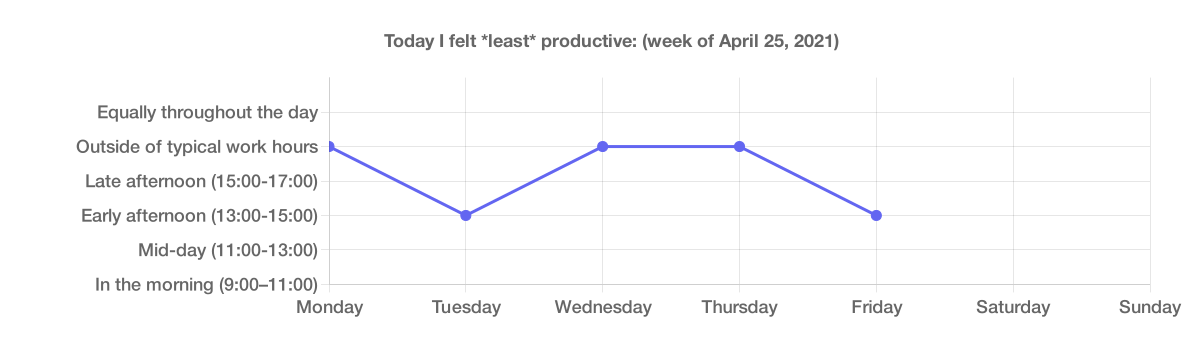 Today I felt *least* productive: (week of April 25, 2021)
Equally throughout the day
Outside of typical work hours
Late afternoon (15:00-17:00)
Early afternoon (13:00-15:00)
Mid-day (11:00-13:00)
In the morning (9:00–11:00)
Monday Tuesday Wednesday Thursday Friday Saturday Sunday